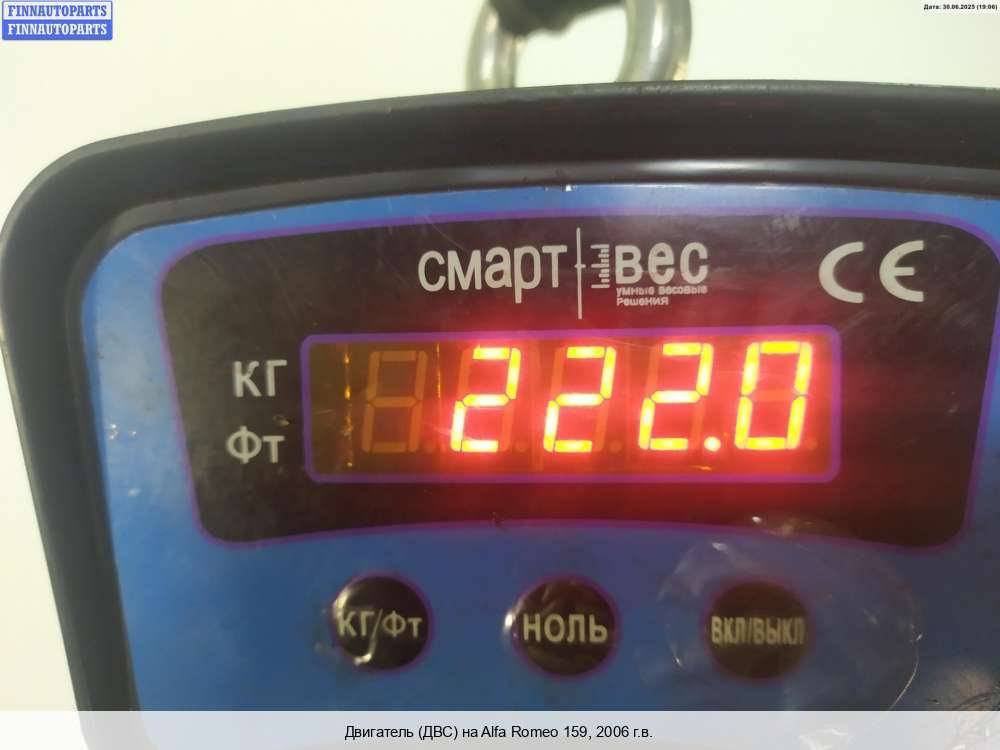 FINNAUTOPARTS
FINNAUTOPARTS
Дата: 30.06.2025 (19:06)
смарт вес
умные весовые
решения
CE
КГ
Фт
222.0
КГ/Фт
НОЛЬ
ВКЛ/ВЫКЛ
Двигатель (ДВС) на Alfa Romeo 159, 2006 г.в.